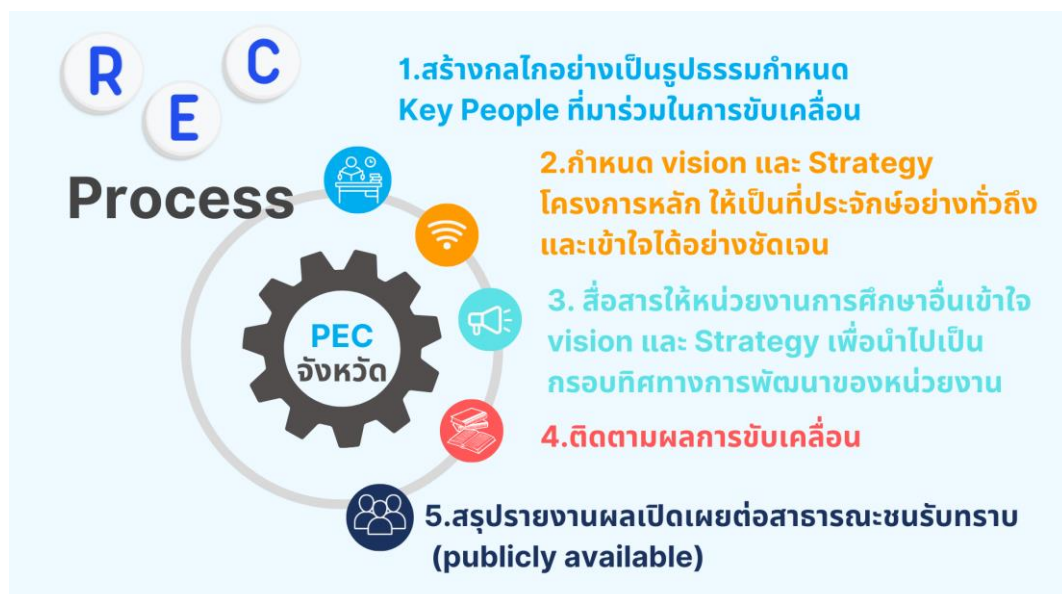 R E C
Process
1.สร้างกลไกอย่างเป็นรูปธรรมกำหนด
Key People ที่มาร่วมในการขับเคลื่อน
2.กำหนด vision และ Strategy
โครงการหลัก ให้เป็นที่ประจักษ์อย่างทั่วถึง
และเข้าใจได้อย่างชัดเจน
3. สื่อสารให้หน่วยงานการศึกษาอื่นเข้าใจ
vision และ Strategy เพื่อนำไปเป็น
กรอบทิศทางการพัฒนาของหน่วยงาน
PEC
จังหวัด
4.ติดตามผลการขับเคลื่อน
5.สรุปรายงานผลเปิดเผยต่อสาธารณะชนรับทราบ
(publicly available)